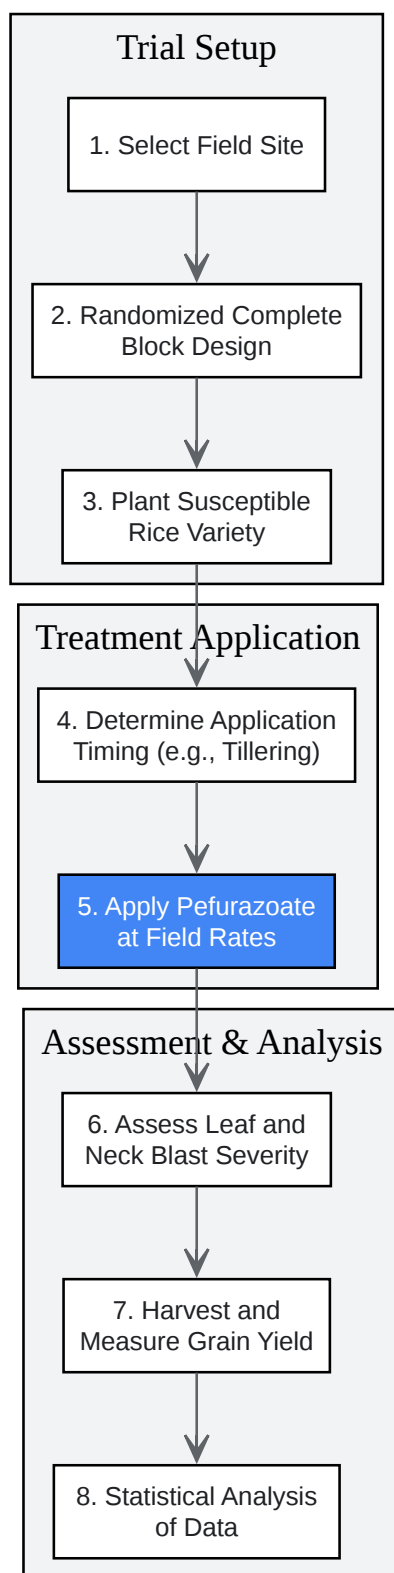 Trial Setup
1. Select Field Site
2. Randomized Complete
Block Design
3. Plant Susceptible
Rice Variety
Treatment Application
4. Determine Application
Timing (e.g., Tillering)
5. Apply Pefurazoate
at Field Rates
Assessment & Analysis
6. Assess Leaf and
Neck Blast Severity
7. Harvest and
Measure Grain Yield
8. Statistical Analysis
of Data